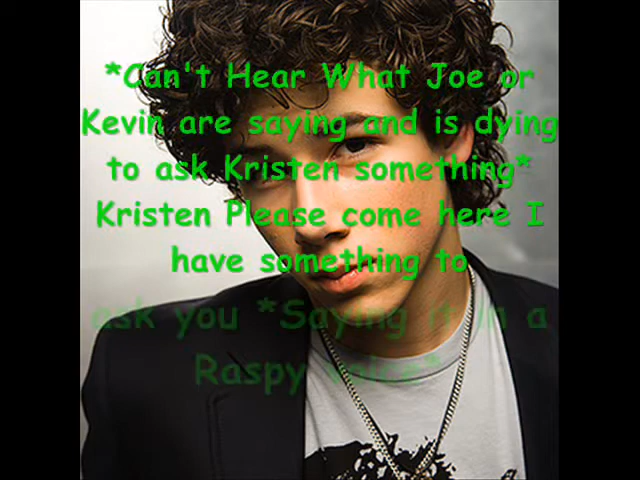 *Can't Hear What Joe or
Kevin are saying and is dying
to ask Kristen something*
Kristen Please come here I
have something to
ask you *Saying it in a
Raspy voice*